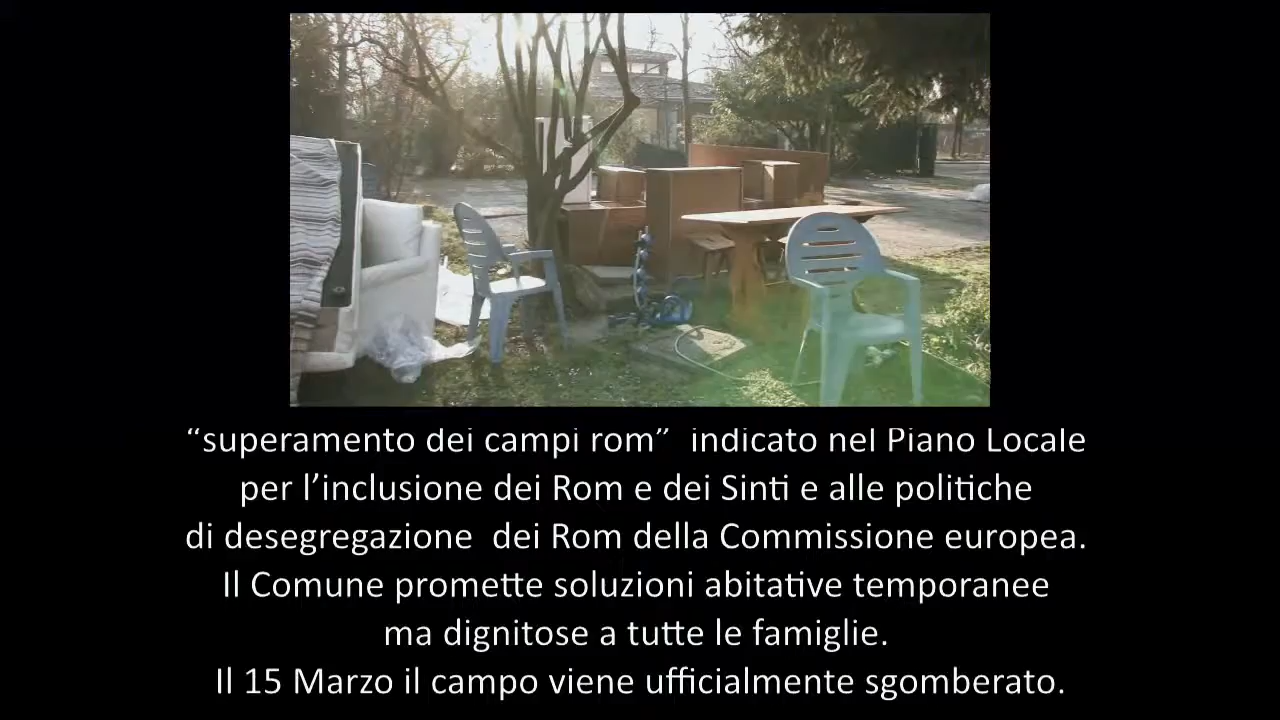 “superamento dei campi rom”  indicato nel Piano Locale
per l’inclusione dei Rom e dei Sinti e alle politiche
di desegregazione  dei Rom della Commissione europea.
Il Comune promette soluzioni abitative temporanee
ma dignitose a tutte le famiglie.
Il 15 Marzo il campo viene ufficialmente sgomberato.